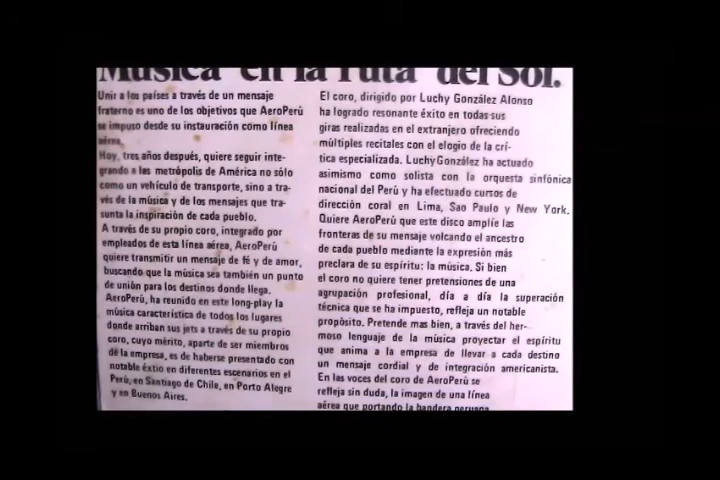 Música en la ruta del Sol.
Unir a los países a través de un mensaje
fraterno es uno de los objetivos que AeroPerú
se impuso desde su instauración como línea
aérea.
Hoy, tres años después, quiere seguir inte-
grando a las metrópolis de América no sólo
como un vehículo de transporte, sino a tra-
vés de la música y de los mensajes que tra-
sunta la inspiración de cada pueblo.
A través de su propio coro, integrado por
empleados de esta línea aérea, AeroPerú
quiere transmitir un mensaje de fé y de amor,
buscando que la música sea también un punto
de unión para los destinos donde llega.
AeroPerú, ha reunido en este long-play la
música característica de todos los lugares
donde arriban sus jets a través de su propio
coro, cuyo mérito, aparte de ser miembros
de la empresa, es de haberse presentado con
notable éxtio en diferentes escenarios en el
Perú, en Santiago de Chile, en Porto Alegre
y en Buenos Aires.
El coro, dirigido por Luchy González Alonso
ha logrado resonante éxito en todas sus
giras realizadas en el extranjero ofreciendo
múltiples recitales con el elogio de la crí-
tica especializada. Luchy González ha actuado
asimismo como solista con la orquesta sinfónica
nacional del Perú y ha efectuado cursos de
dirección coral en Lima, Sao Paulo y New York.
Quiere AeroPerú que este disco amplíe las
fronteras de su mensaje volcando el ancestro
de cada pueblo mediante la expresión más
preclara de su espíritu: la música. Si bien
el coro no quiere tener pretensiones de una
agrupación profesional, día a día la superación
técnica que se ha impuesto, refleja un notable
propósito. Pretende mas bien, a través del her-
moso lenguaje de la música proyectar el espíritu
que anima a la empresa de llevar a cada destino
un mensaje cordial y de integración americanista.
En las voces del coro de AeroPerú se
refleja sin duda, la imagen de una línea
aérea que portando la bandera peruana